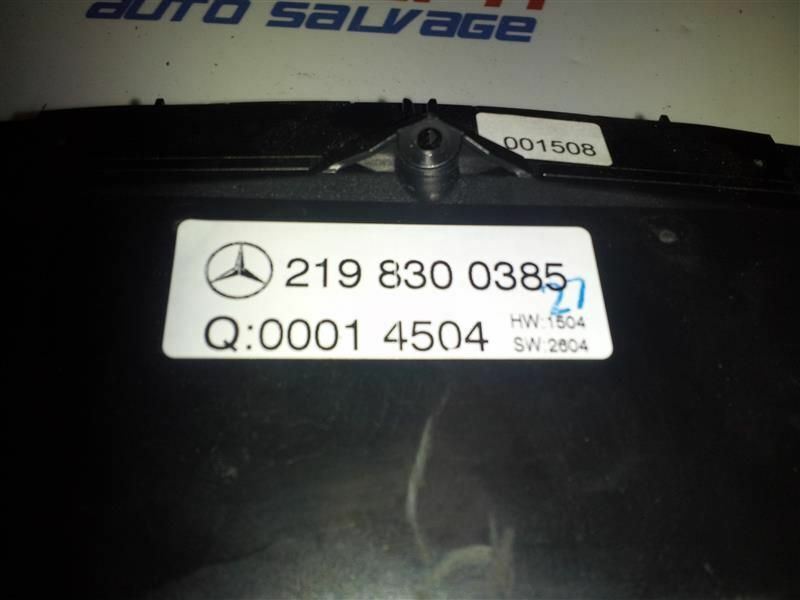 AUTO SALVAGE
001508
219 830 0385
27
Q:0001 4504
HW:1504
SW:2604